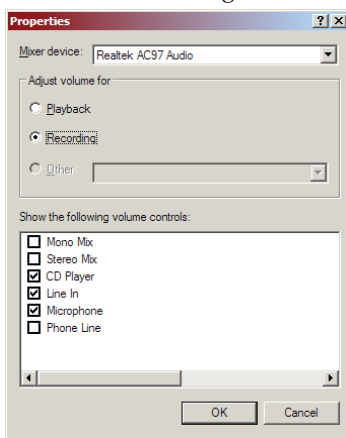 Properties
Mixer device: Realtek AC97 Audio
Adjust volume for
Playback
Recording
Other
Show the following volume controls:
Mono Mix
Stereo Mix
CD Player
Line In
Microphone
Phone Line
OK Cancel